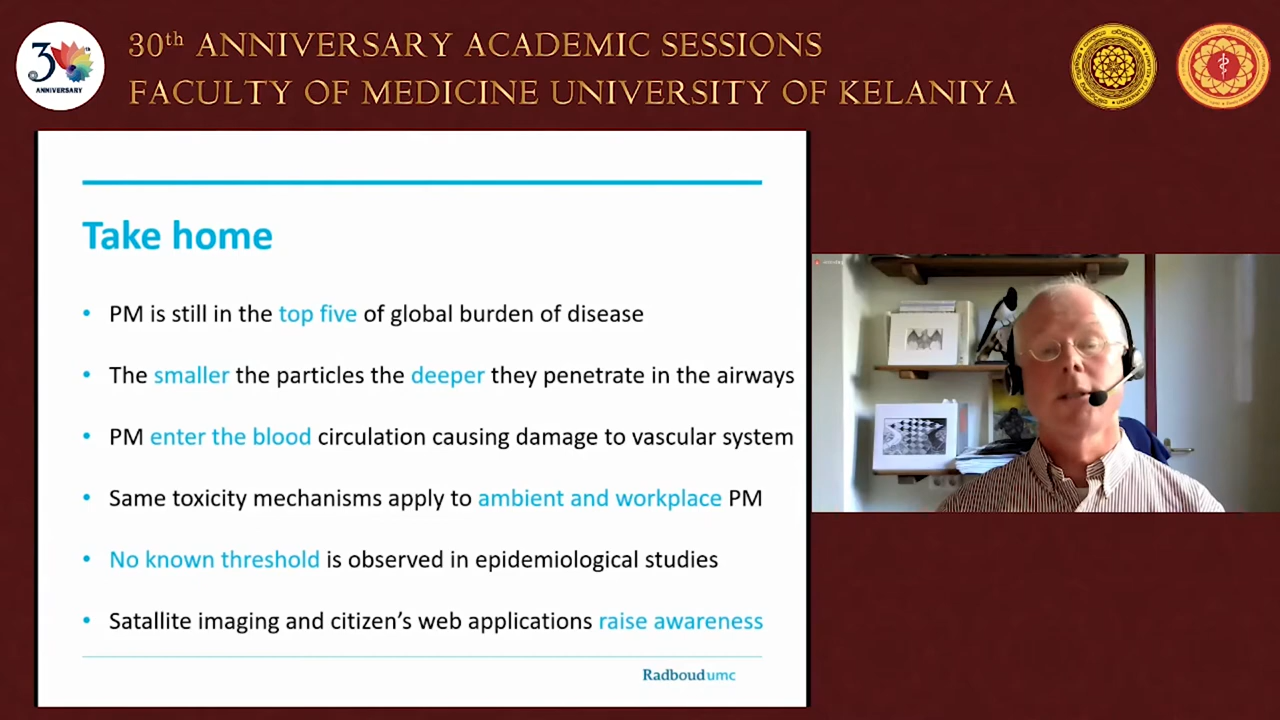 30th ANNIVERSARY ACADEMIC SESSIONS
FACULTY OF MEDICINE UNIVERSITY OF KELANIYA
30th
ANNIVERSARY
Take home
• PM is still in the top five of global burden of disease
• The smaller the particles the deeper they penetrate in the airways
• PM enter the blood circulation causing damage to vascular system
• Same toxicity mechanisms apply to ambient and workplace PM
• No known threshold is observed in epidemiological studies
• Satallite imaging and citizen’s web applications raise awareness
Radboudumc